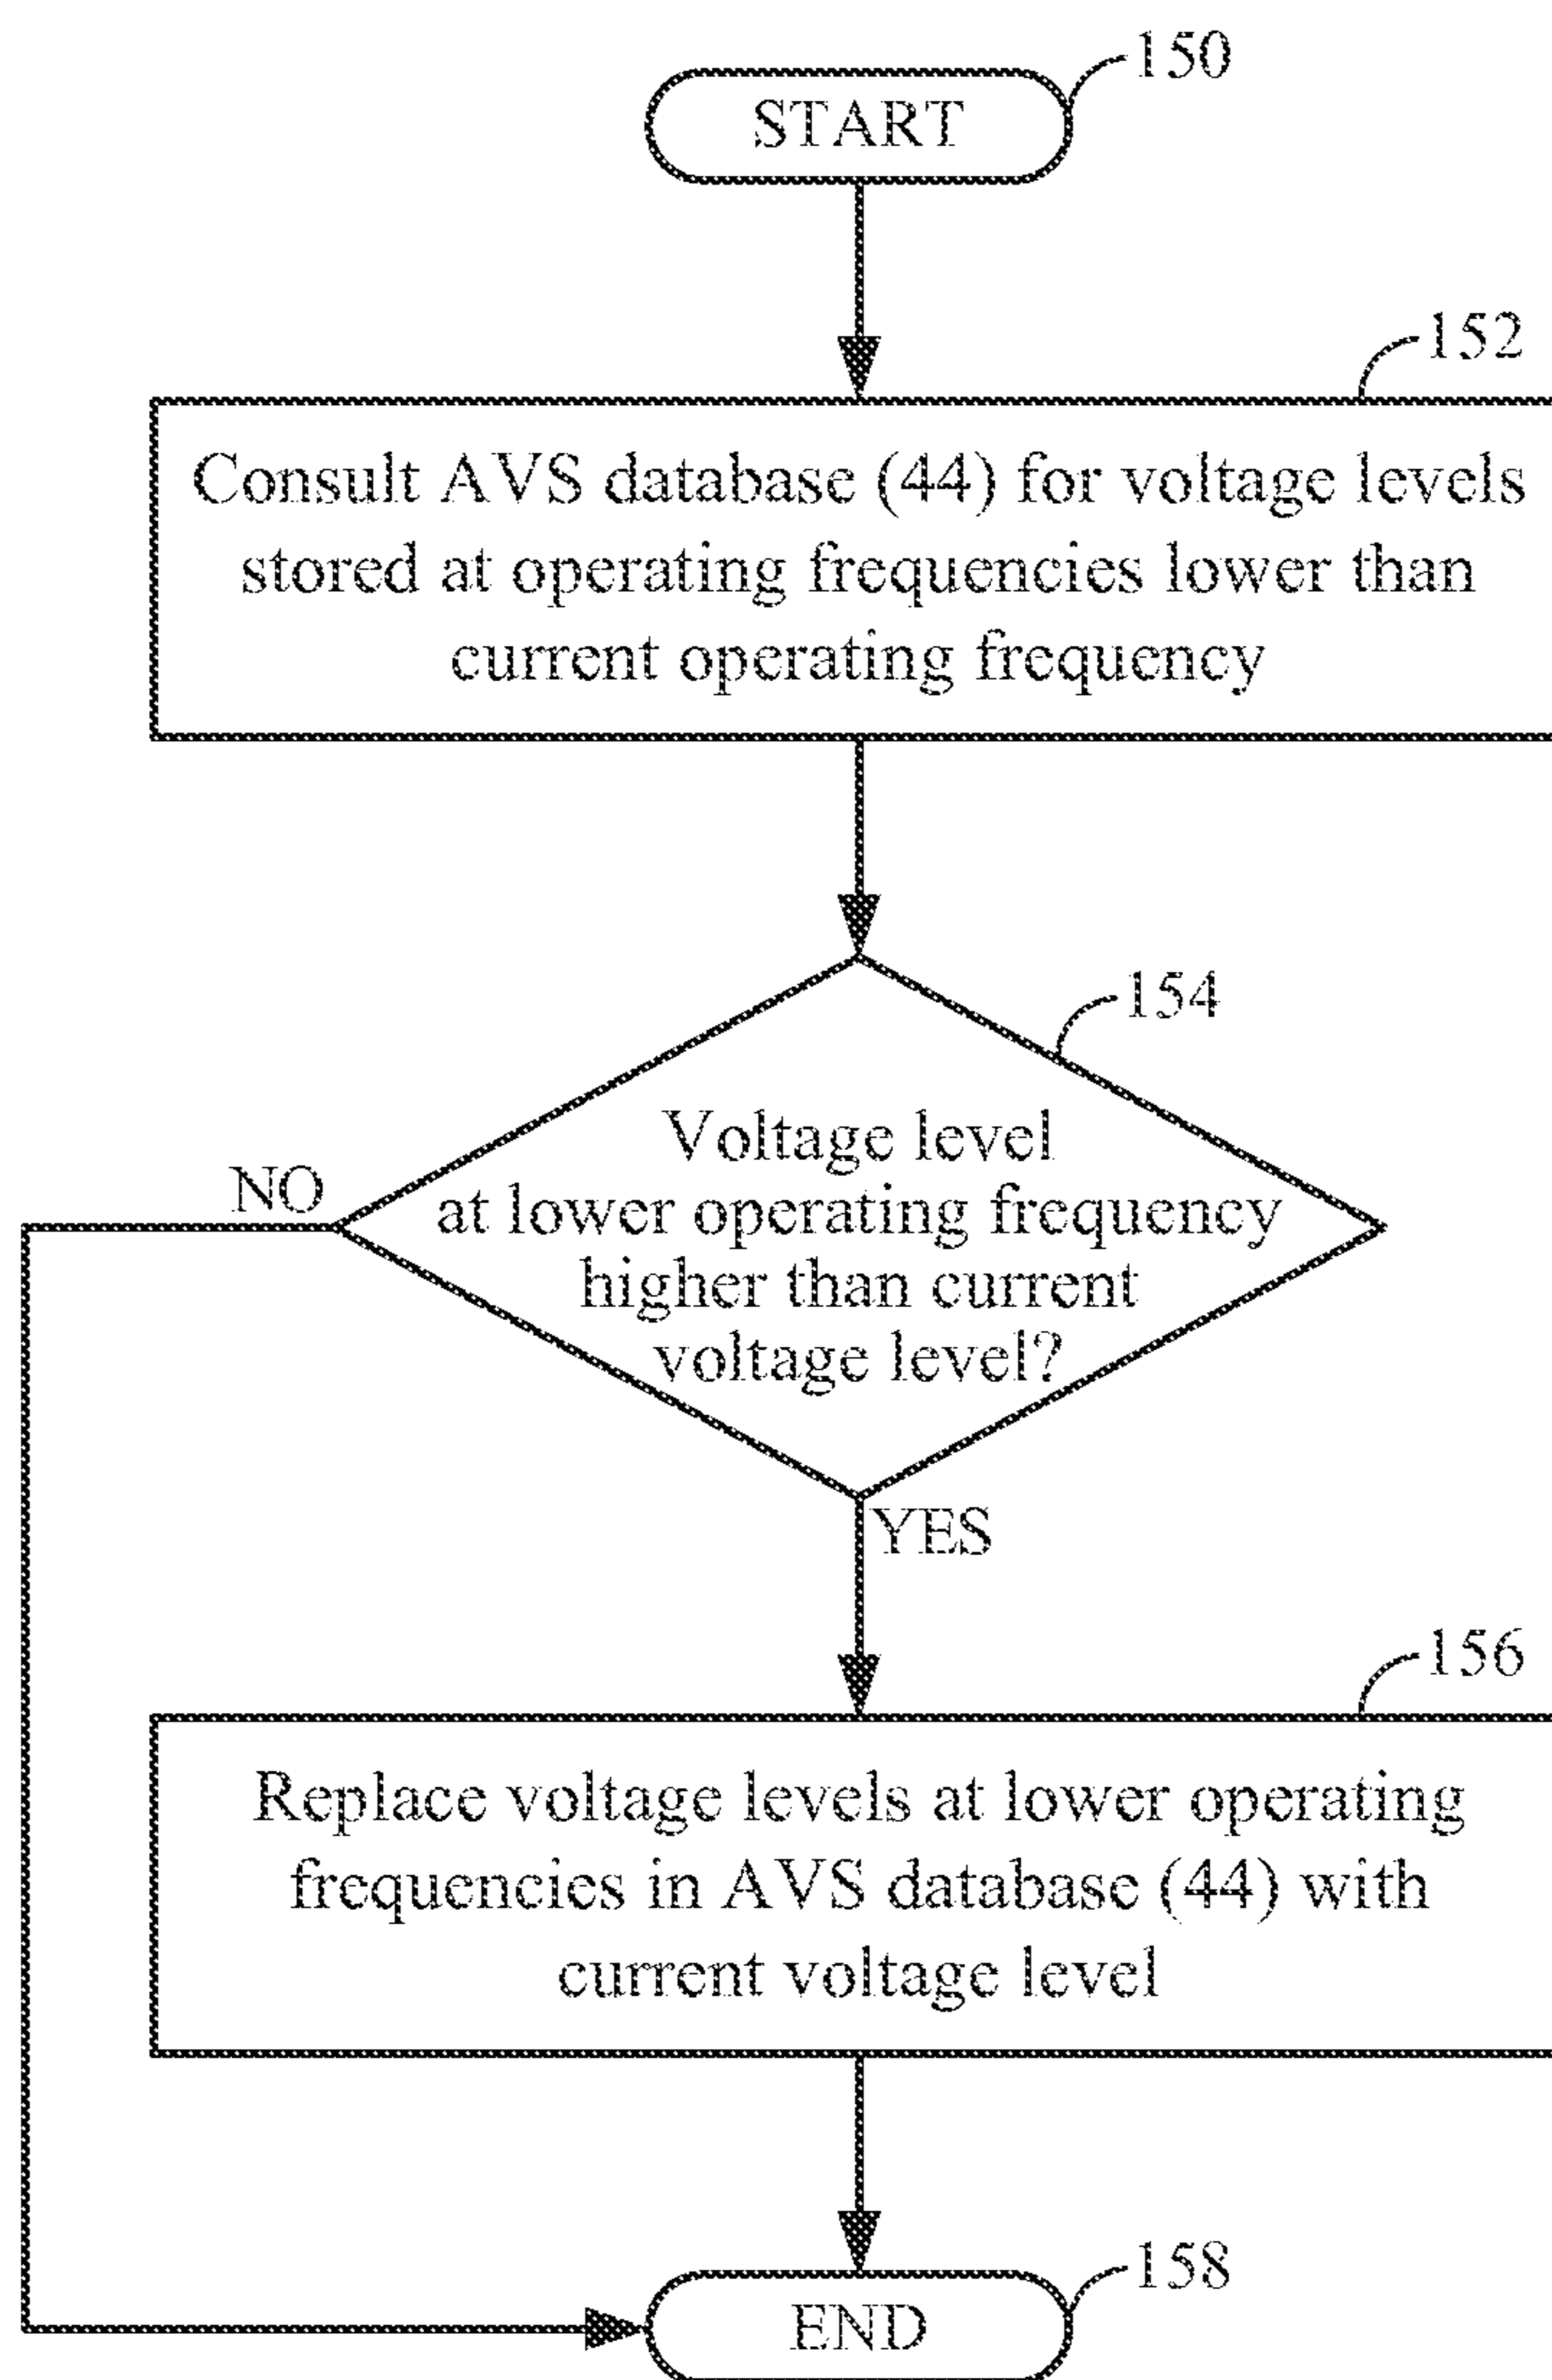 150
START
152
Consult AVS database (44) for voltage levels
stored at operating frequencies lower than
current operating frequency
154
Voltage level
at lower operating frequency
higher than current
voltage level?
NO
YES
156
Replace voltage levels at lower operating
frequencies in AVS database (44) with
current voltage level
158
END